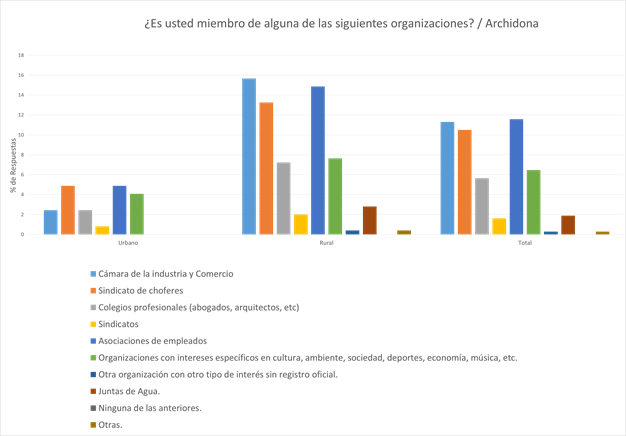 ¿Es usted miembro de alguna de las siguientes organizaciones? / Archidona
% de Respuestas
18
16
14
12
10
8
6
4
2
0
Urbano
Rural
Total
Cámara de la industria y Comercio
Sindicato de choferes
Colegios profesionales (abogados, arquitectos, etc)
Sindicatos
Asociaciones de empleados
Organizaciones con intereses específicos en cultura, ambiente, sociedad, deportes, economía, música, etc.
Otra organización con otro tipo de interés sin registro oficial.
Juntas de Agua.
Ninguna de las anteriores.
Otras.